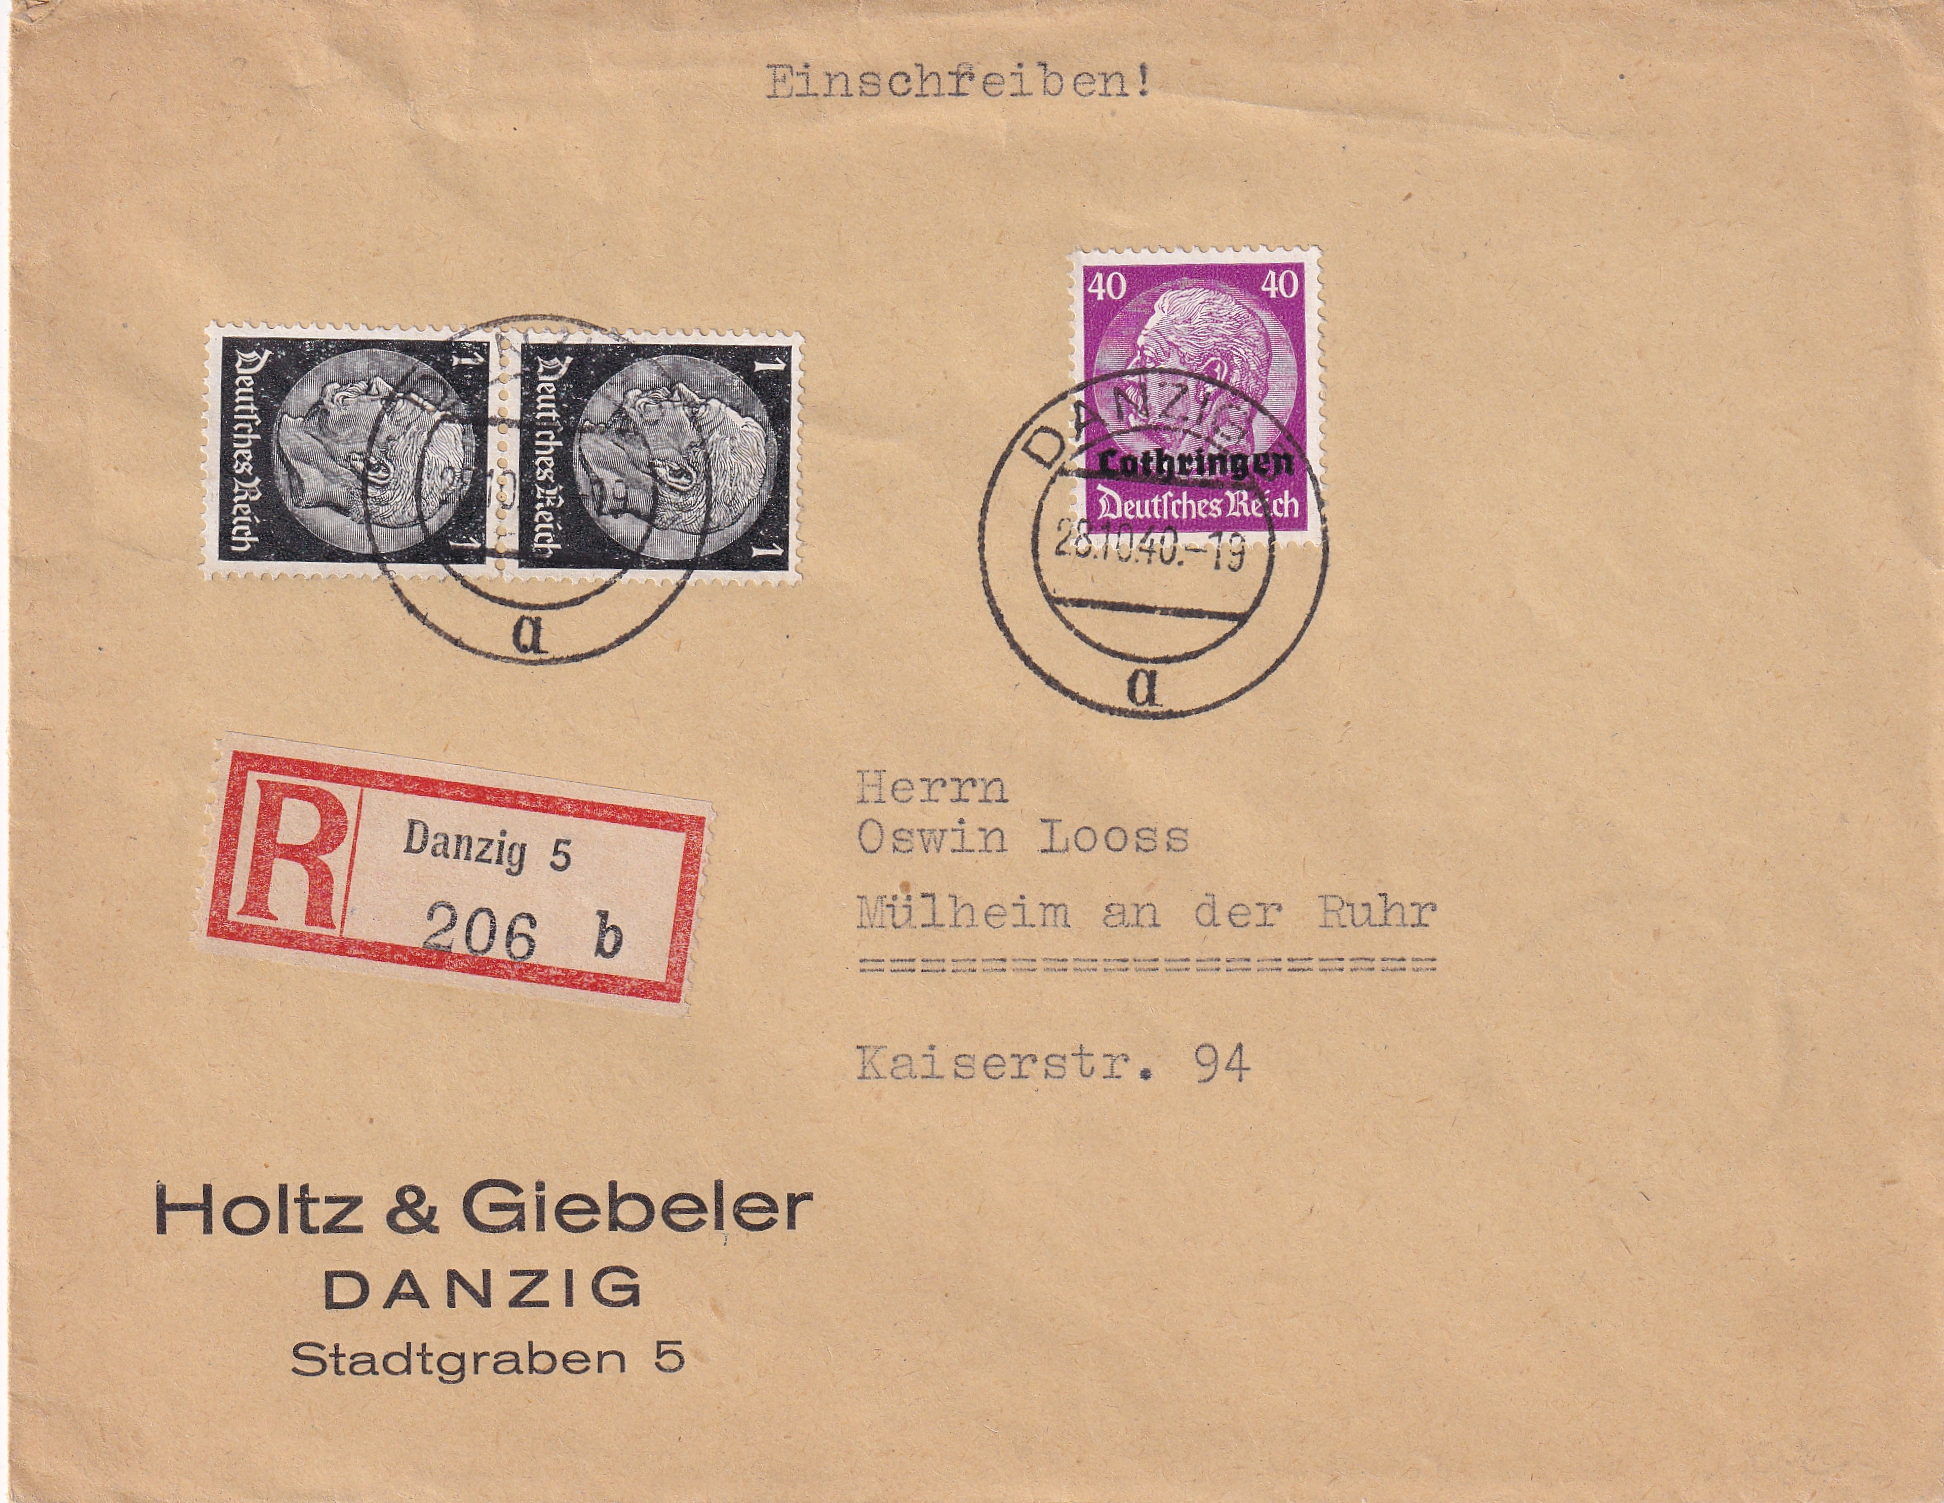 Einschreiben!
1
1
Deutsches Reich
1
1
Deutsches Reich
a
40 40
Lothringen
Deutsches Reich
DANZIG
28.10.40.-19
a
R
Danzig 5
206 b
Herrn
Oswin Looss
Mülheim an der Ruhr
===================
Kaiserstr. 94
Holtz & Giebeler
DANZIG
Stadtgraben 5